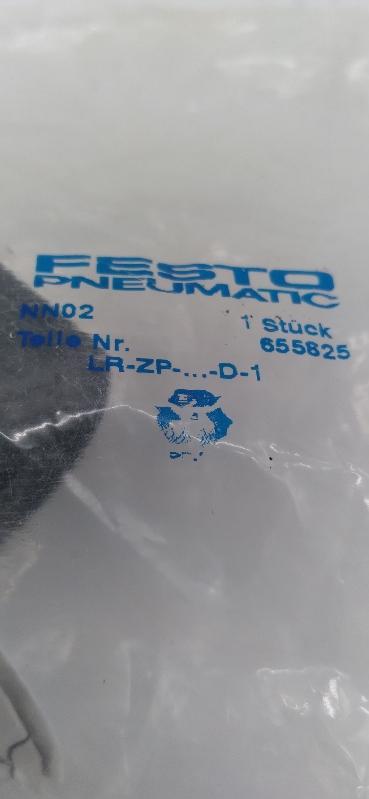 FESTO
PNEUMATIC
NN02 1 Stück
Teile Nr. 655825
LR-ZP-...-D-1